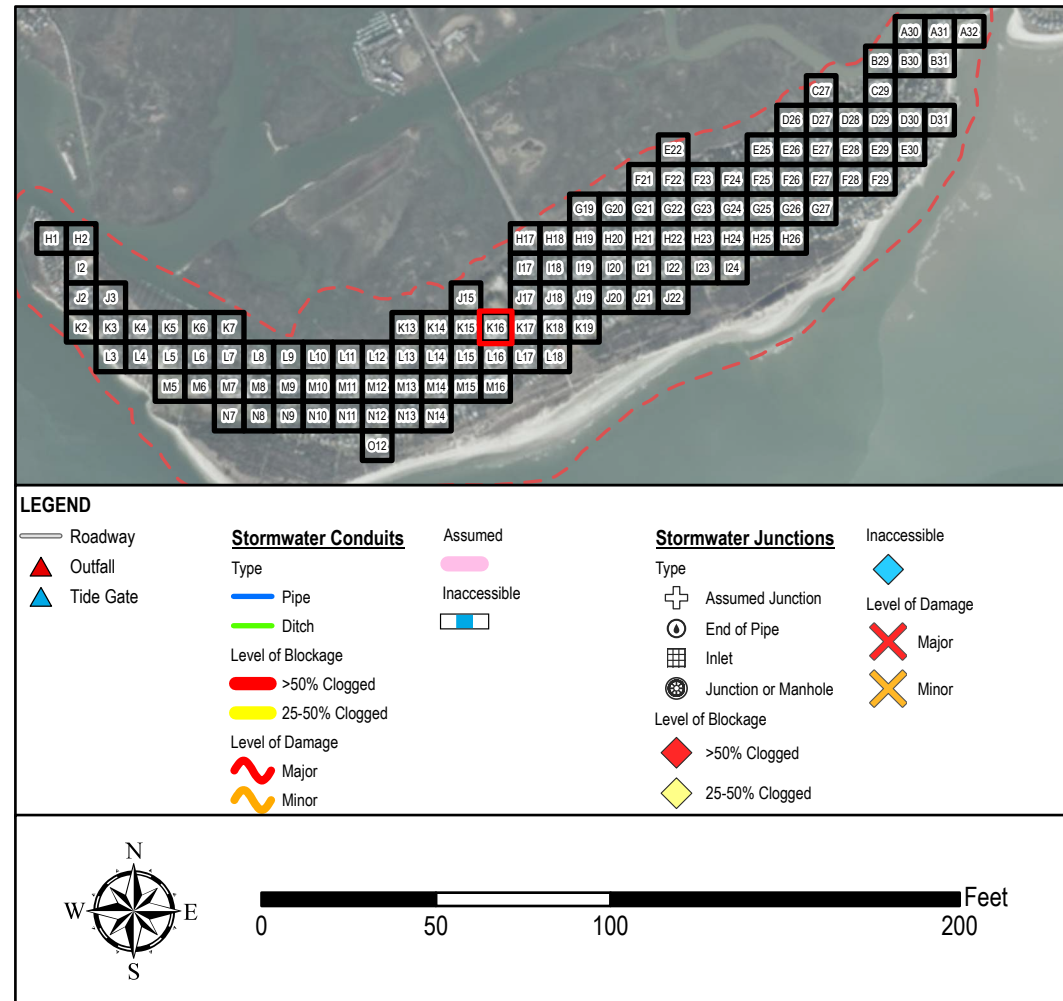 A30 A31 A32
B29 B30 B31
C27 C29
D26 D27 D28 D29 D30 D31
E22 E25 E26 E27 E28 E29 E30
F21 F22 F23 F24 F25 F26 F27 F28 F29
G19 G20 G21 G22 G23 G24 G25 G26 G27
H1 H2 H17 H18 H19 H20 H21 H22 H23 H24 H25 H26
I2 I17 I18 I19 I20 I21 I22 I23 I24
J2 J3 J15 J17 J18 J19 J20 J21 J22
K2 K3 K4 K5 K6 K7 K13 K14 K15 K16 K17 K18 K19
L3 L4 L5 L6 L7 L8 L9 L10 L11 L12 L13 L14 L15 L16 L17 L18
M5 M6 M7 M8 M9 M10 M11 M12 M13 M14 M15 M16
N7 N8 N9 N10 N11 N12 N13 N14
O12
LEGEND
Roadway
Outfall
Tide Gate
Stormwater Conduits
Type
Pipe
Ditch
Level of Blockage
>50% Clogged
25-50% Clogged
Level of Damage
Major
Minor
Assumed
Inaccessible
Stormwater Junctions
Type
Assumed Junction
End of Pipe
Inlet
Junction or Manhole
Level of Blockage
>50% Clogged
25-50% Clogged
Inaccessible
Level of Damage
Major
Minor
N
W E
S
Feet
0 50 100 200